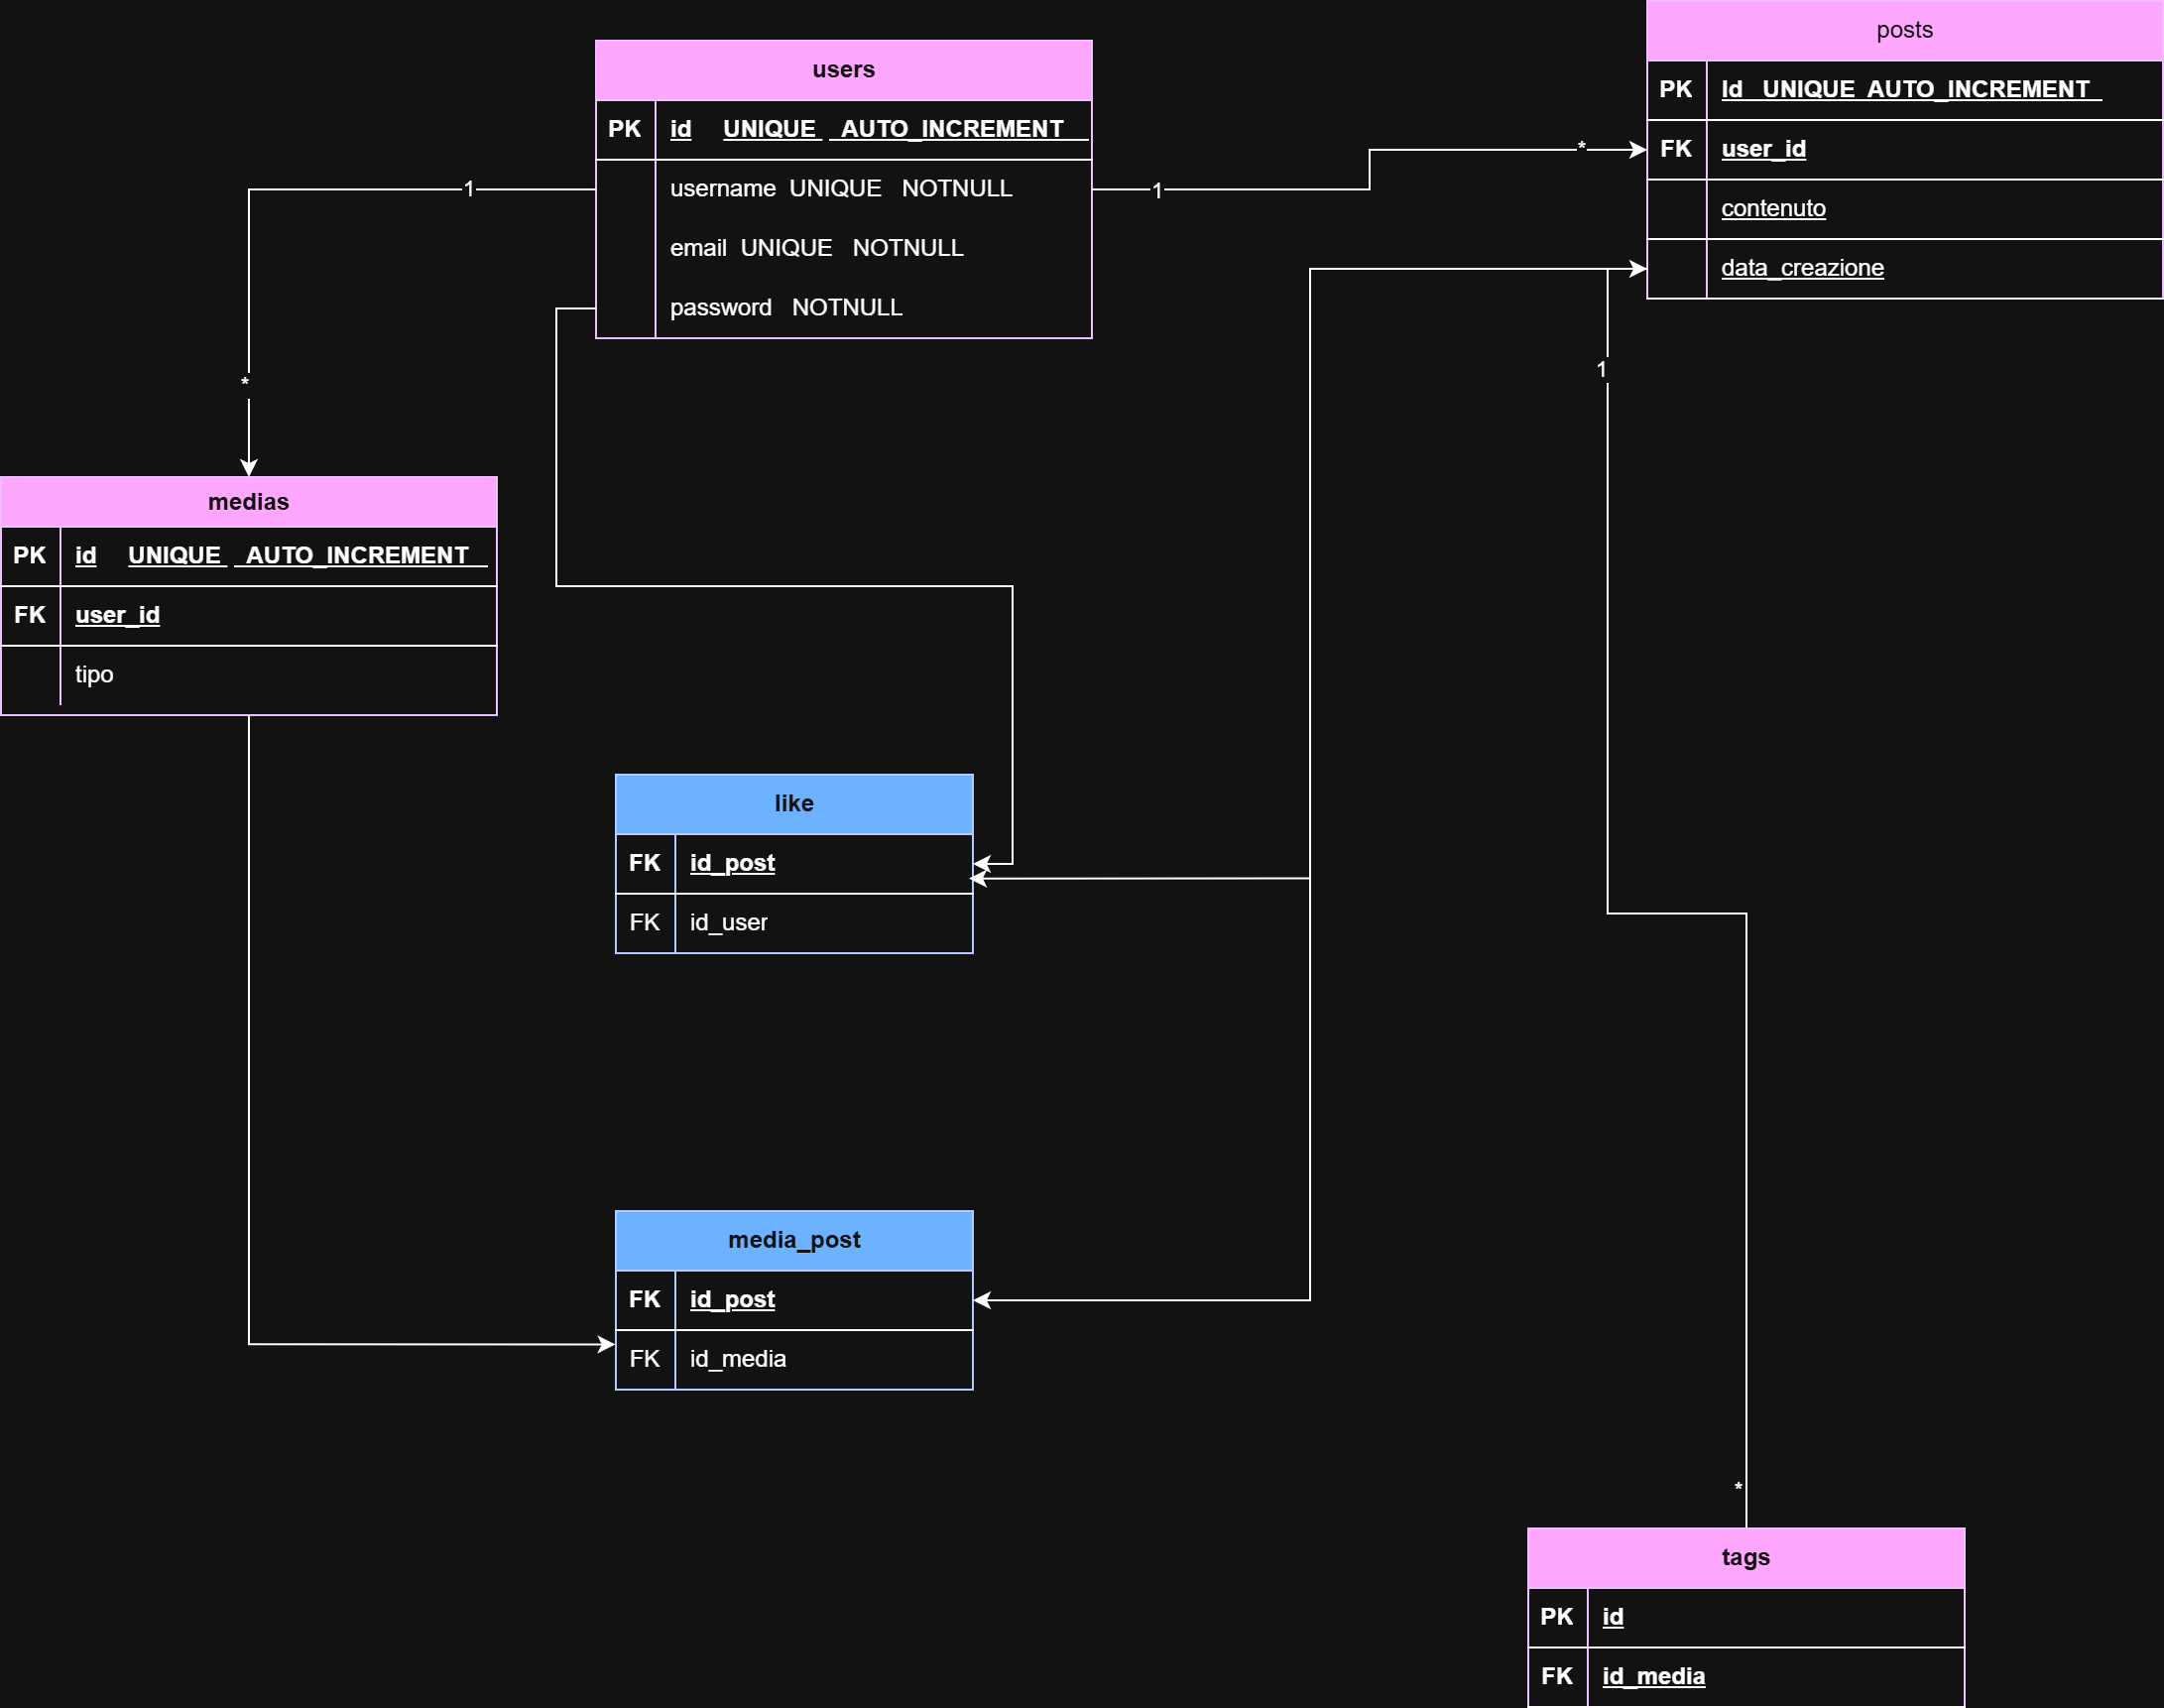 users
PK id UNIQUE AUTO_INCREMENT
username UNIQUE NOTNULL
email UNIQUE NOTNULL
password NOTNULL
posts
PK Id UNIQUE AUTO_INCREMENT
FK user_id
contenuto
data_creazione
1
*
1
*
1
medias
PK id UNIQUE AUTO_INCREMENT
FK user_id
tipo
like
FK id_post
FK id_user
media_post
FK id_post
FK id_media
*
tags
PK id
FK id_media